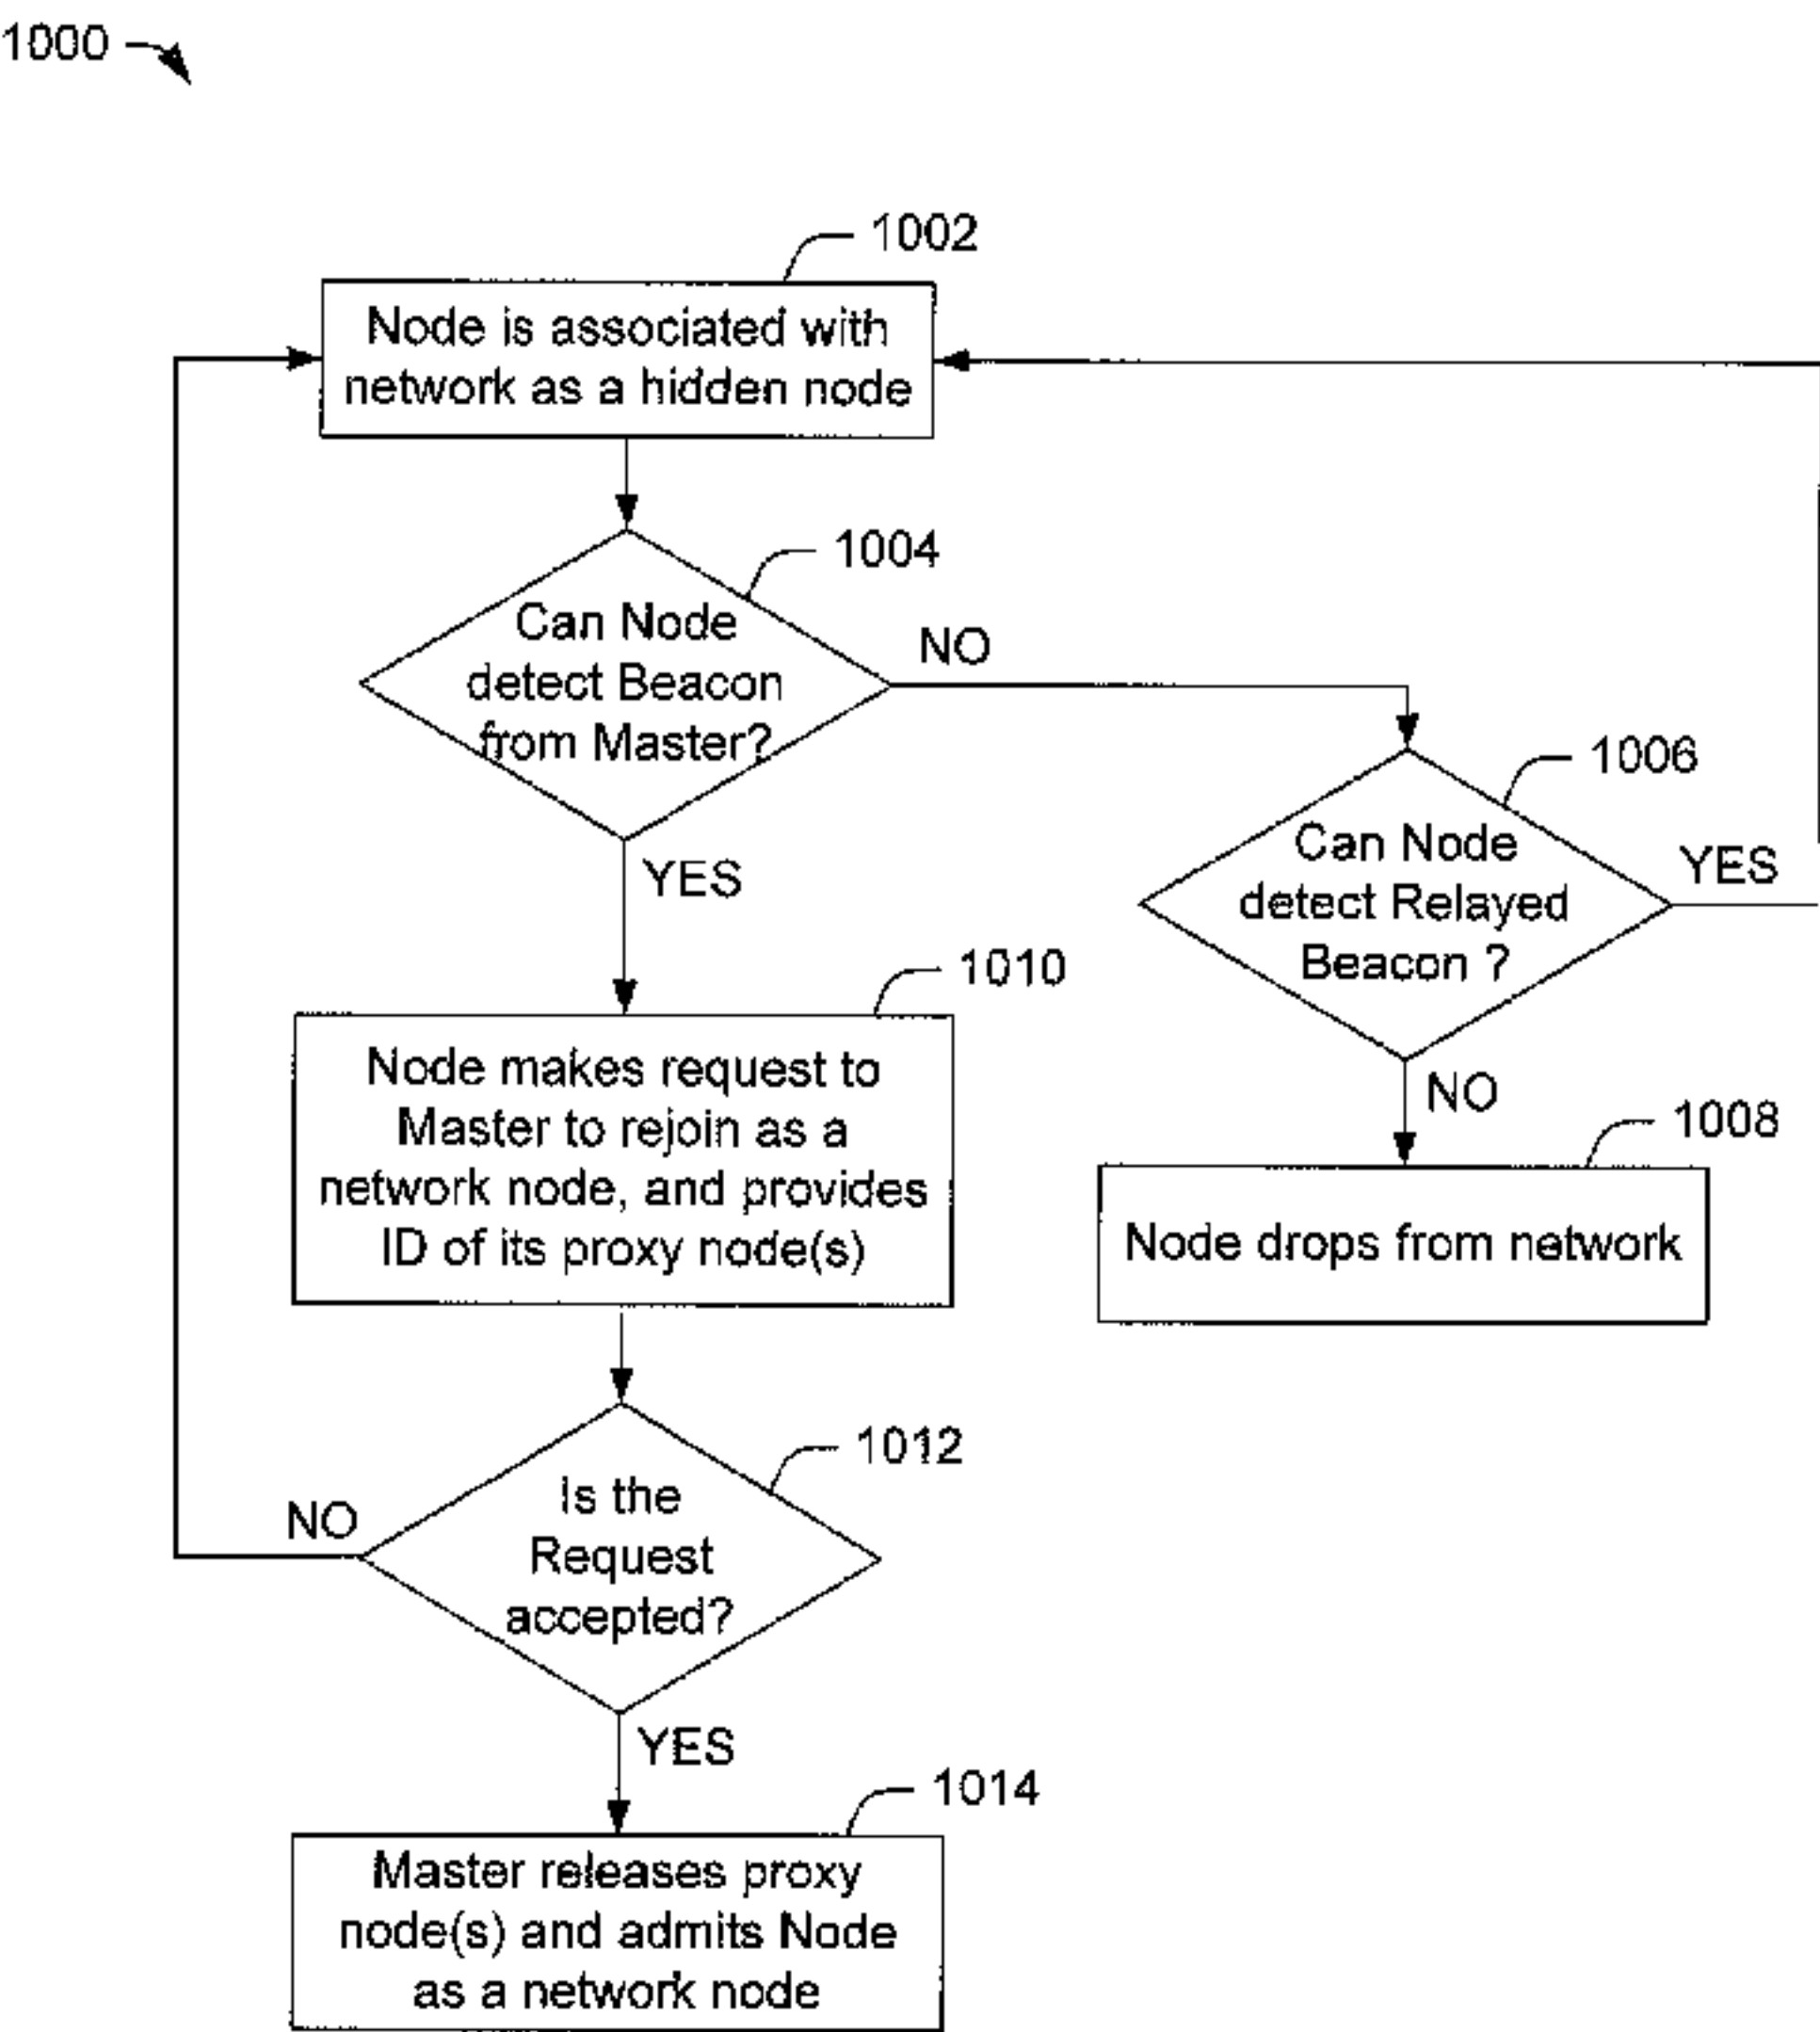 1000
1002
Node is associated with
network as a hidden node
1004
Can Node
detect Beacon
from Master?
NO
YES
1006
Can Node
detect Relayed
Beacon ?
YES
NO
1008
Node drops from network
1010
Node makes request to
Master to rejoin as a
network node, and provides
ID of its proxy node(s)
1012
Is the
Request
accepted?
NO
YES
1014
Master releases proxy
node(s) and admits Node
as a network node